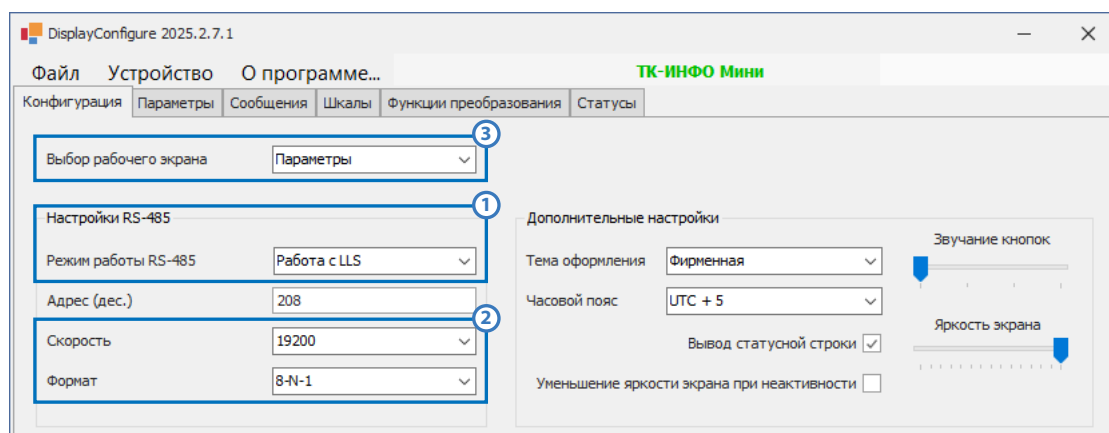 DisplayConfigure 2025.2.7.1
Файл Устройство О программе... ТК-ИНФО Мини
Конфигурация Параметры Сообщения Шкалы Функции преобразования Статусы
3
Выбор рабочего экрана Параметры
1
Настройки RS-485
Режим работы RS-485 Работа с LLS
Адрес (дес.) 208
2
Скорость 19200
Формат 8-N-1
Дополнительные настройки
Тема оформления Фирменная
Часовой пояс UTC + 5
Вывод статусной строки
Уменьшение яркости экрана при неактивности
Звучание кнопок
Яркость экрана